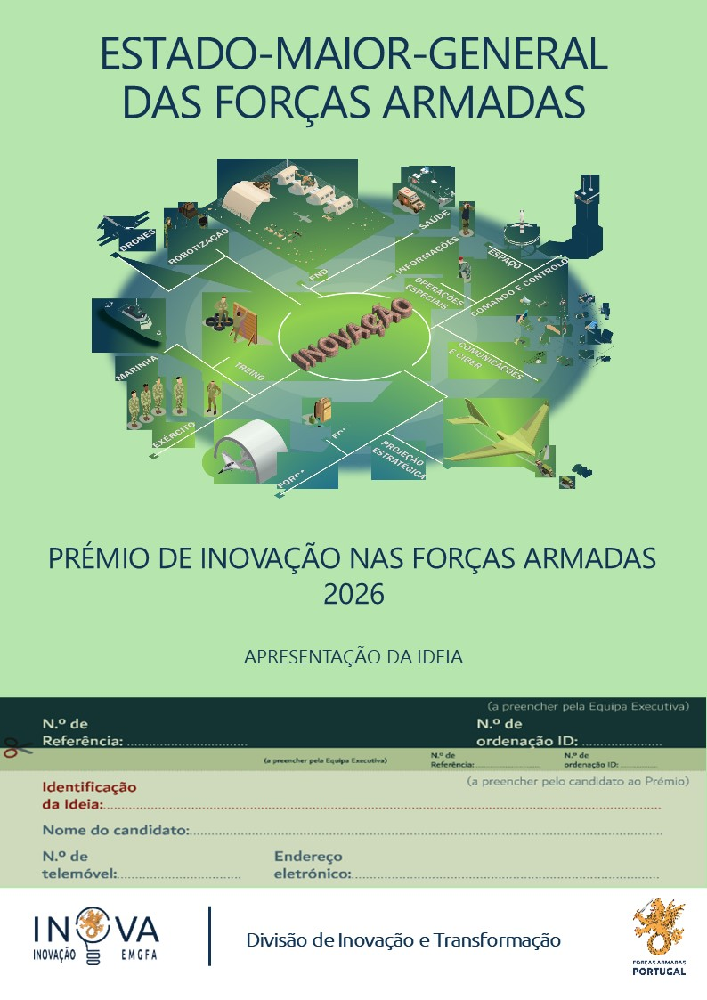 ESTADO-MAIOR-GENERAL
DAS FORÇAS ARMADAS
DRONES
ROBOTIZAÇÃO
FND
SAÚDE
INFORMAÇÕES
OPERAÇÕES
ESPECIAIS
ESPAÇO
COMANDO E CONTROLO
INOVAÇÃO
COMUNICAÇÕES
E CIBER
MARINHA
TREINO
EXÉRCITO
PROJEÇÃO
ESTRATÉGICA
PRÉMIO DE INOVAÇÃO NAS FORÇAS ARMADAS
2026
APRESENTAÇÃO DA IDEIA
(a preencher pela Equipa Executiva)
N.º de
Referência: ..............................
N.º de
ordenação ID: ....................
(a preencher pela Equipa Executiva)
N.º de
Referência:....................
N.º de
ordenação ID:............
(a preencher pelo candidato ao Prémio)
Identificação
da Ideia:..............................................................
Nome do candidato:..............................................................
N.º de
telemóvel:..............................
Endereço
eletrónico:..............................................................
INOVA
INOVAÇÃO EMGFA
Divisão de Inovação e Transformação
FORÇAS ARMADAS
PORTUGAL